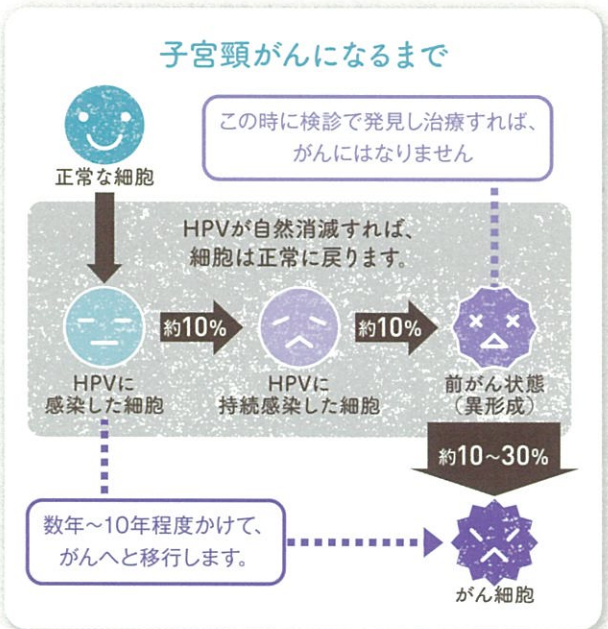 子宮頸がんになるまで
この時に検診で発見し治療すれば、
がんにはなりません
正常な細胞
HPVが自然消滅すれば、
細胞は正常に戻ります。
約10%
約10%
HPVに
感染した細胞
HPVに
持続感染した細胞
前がん状態
（異形成）
約10〜30%
数年〜10年程度かけて、
がんへと移行します。
がん細胞